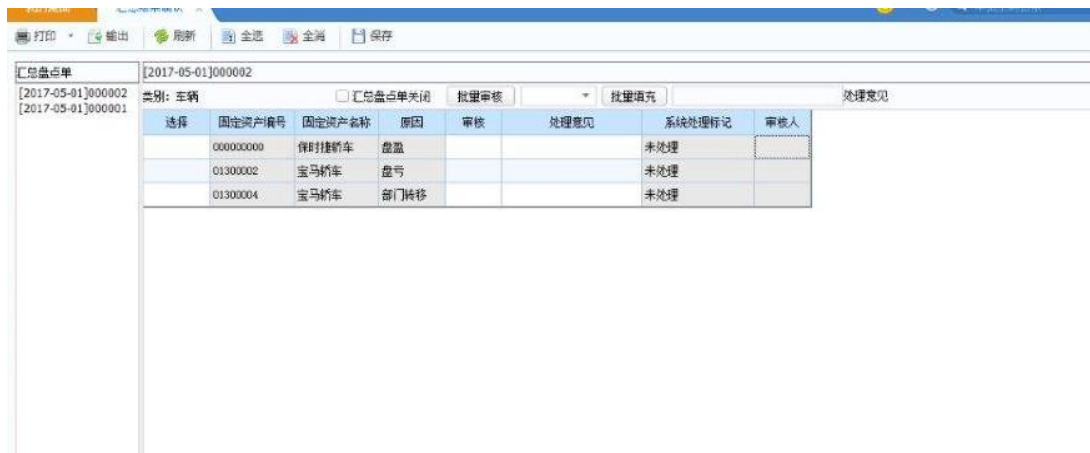 打印 输出 刷新 全选 全消 保存
汇总盘点单 [2017-05-01]000002
[2017-05-01]000002
[2017-05-01]000001
类别: 车辆 汇总盘点单关闭 批量审核 批量填充 处理意见
选择 固定资产编号 固定资产名称 原因 审核 处理意见 系统处理标记 审核人
000000000 保时捷轿车 盘盈 未处理
01300002 宝马轿车 盘亏 未处理
01300004 宝马轿车 部门转移 未处理